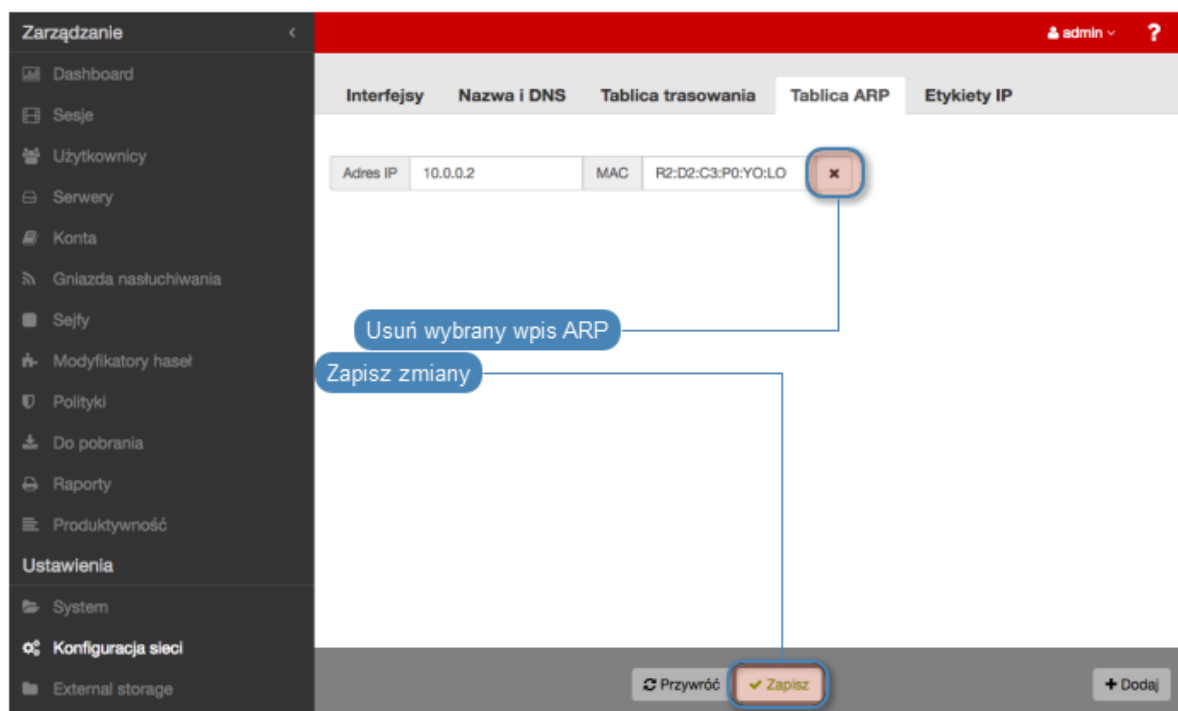 Zarządzanie
admin
?
Dashboard
Interfejsy Nazwa i DNS Tablica trasowania Tablica ARP Etykiety IP
Sesje
Użytkownicy
Adres IP 10.0.0.2 MAC R2:D2:C3:P0:YO:LO
Serwery
Konta
Gniazda nasłuchiwania
Sejfy
Usuń wybrany wpis ARP
Modyfikatory haseł
Zapisz zmiany
Polityki
Do pobrania
Raporty
Produktywność
Ustawienia
System
Konfiguracja sieci
External storage
Przywróć Zapisz Dodaj